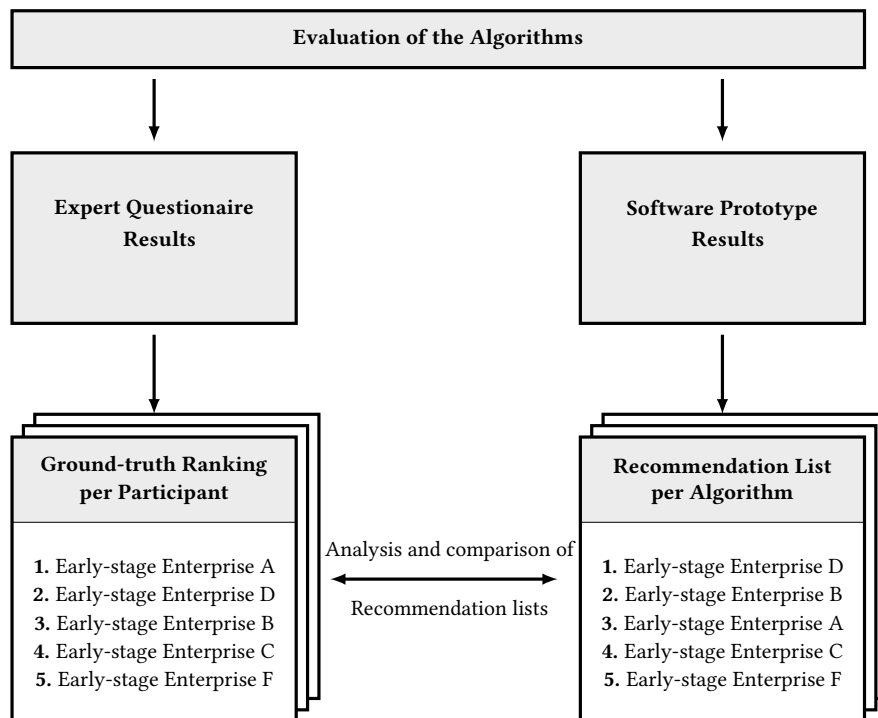 Evaluation of the Algorithms
Expert Questionaire
Results
Software Prototype
Results
Ground-truth Ranking
per Participant
1. Early-stage Enterprise A
2. Early-stage Enterprise D
3. Early-stage Enterprise B
4. Early-stage Enterprise C
5. Early-stage Enterprise F
Analysis and comparison of
Recommendation lists
Recommendation List
per Algorithm
1. Early-stage Enterprise D
2. Early-stage Enterprise B
3. Early-stage Enterprise A
4. Early-stage Enterprise C
5. Early-stage Enterprise F